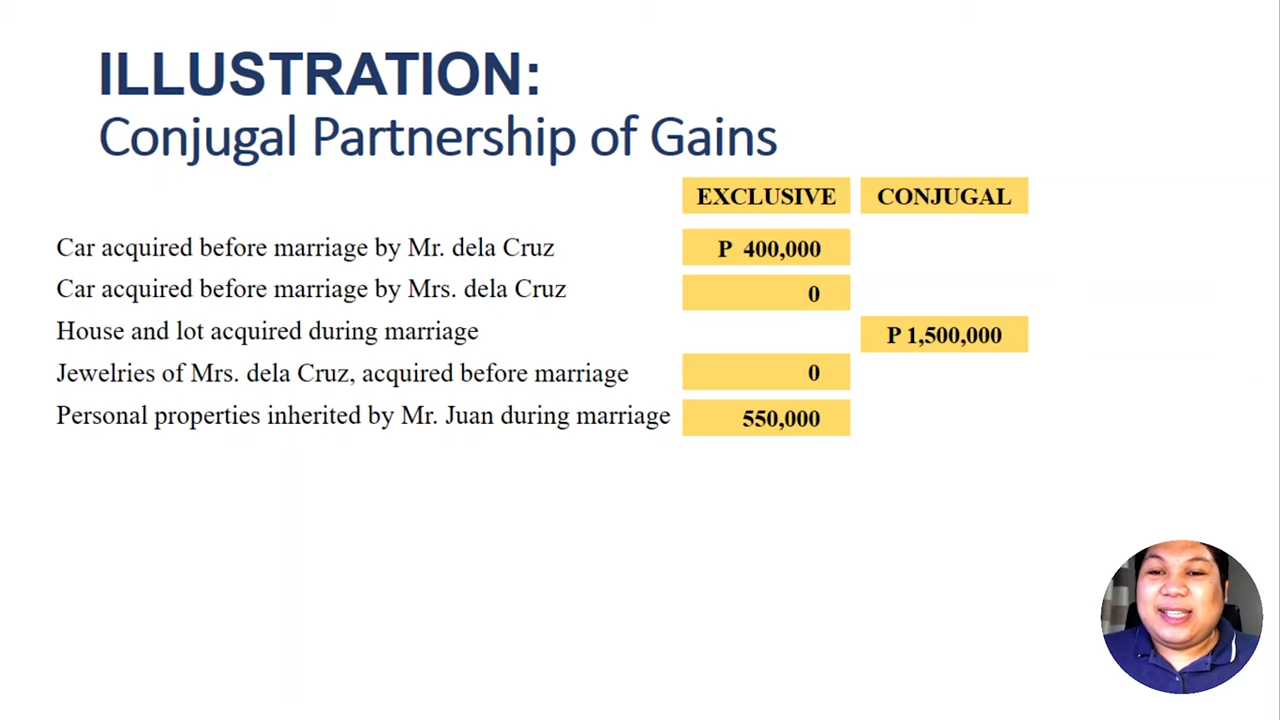 ILLUSTRATION:
Conjugal Partnership of Gains
EXCLUSIVE CONJUGAL
Car acquired before marriage by Mr. dela Cruz P 400,000
Car acquired before marriage by Mrs. dela Cruz 0
House and lot acquired during marriage P 1,500,000
Jewelries of Mrs. dela Cruz, acquired before marriage 0
Personal properties inherited by Mr. Juan during marriage 550,000